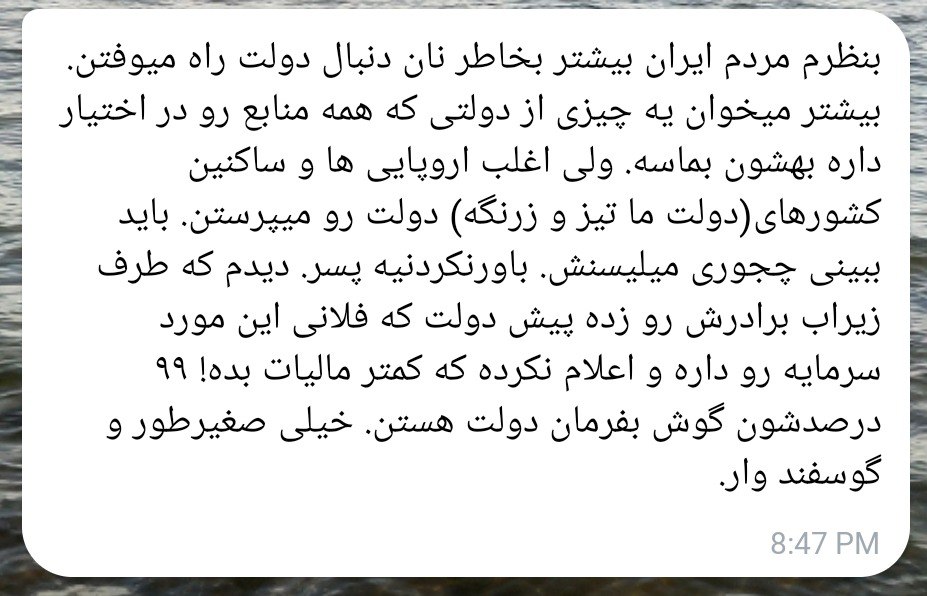 بنظرم مردم ایران بیشتر بخاطر نان دنبال دولت راه میوفتن.
بیشتر میخوان یه چیزی از دولتی که همه منابع رو در اختیار
داره بهشون بماسه. ولی اغلب اروپایی ها و ساکنین
کشورهای(دولت ما تیز و زرنگه) دولت رو میپرستن. باید
ببینی چجوری میلیسنش. باورنکردنیه پسر. دیدم که طرف
زیراب برادرش رو زده پیش دولت که فلانی این مورد
سرمایه رو داره و اعلام نکرده که کمتر مالیات بده! ۹۹
درصدشون گوش بفرمان دولت هستن. خیلی صغیرطور و
گوسفند وار.
8:47 PM